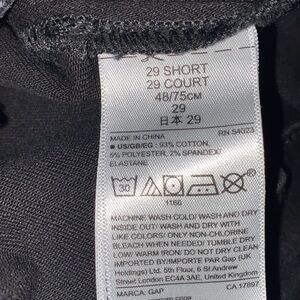 29 SHORT
29 COURT
48/75CM
29
日本 29
MADE IN CHINA RN 54023
■ US/GB/EG : 93% COTTON,
5% POLYESTER, 2% SPANDEX/
ELASTANE
30
1166
MACHINE WASH COLD/ WASH AND DRY
INSIDE OUT/ WASH AND DRY WITH
LIKE COLORS/ ONLY NON-CHLORINE
BLEACH WHEN NEEDED/ TUMBLE DRY
LOW/ WARM IRON/ DO NOT DRY CLEAN
IMPORTED BY/IMPORTE PAR Gap (UK
Holdings) Ltd. 5th Floor, 6 St Andrew
Street London EC4A 3AE, United
Kingdom
MARCA: GAP CA 17897